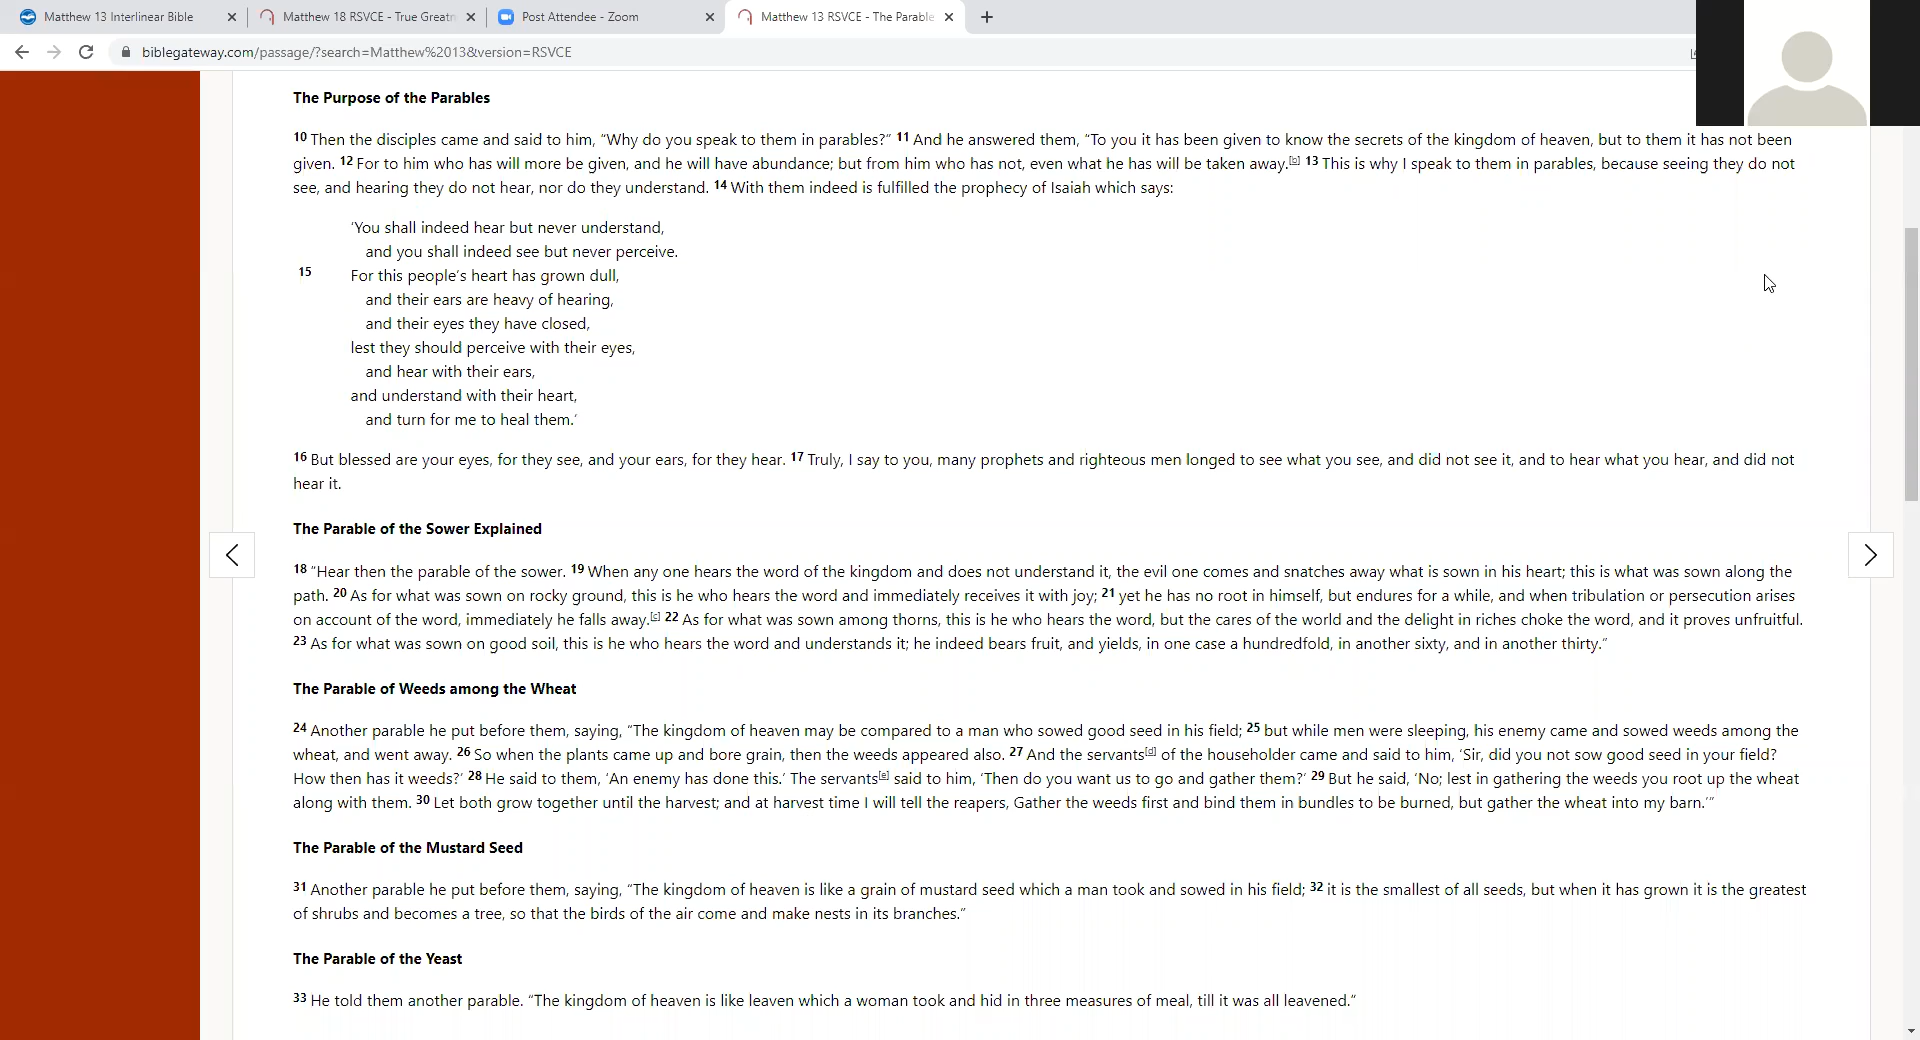 Matthew 13 Interlinear Bible
Matthew 18 RSVCE - True Greatn
Post Attendee - Zoom
Matthew 13 RSVCE - The Parable
biblegateway.com/passage/?search=Matthew%2013&version=RSVCE
The Purpose of the Parables
10 Then the disciples came and said to him, “Why do you speak to them in parables?” 11 And he answered them, “To you it has been given to know the secrets of the kingdom of heaven, but to them it has not been
given. 12 For to him who has will more be given, and he will have abundance; but from him who has not, even what he has will be taken away.[b] 13 This is why I speak to them in parables, because seeing they do not
see, and hearing they do not hear, nor do they understand. 14 With them indeed is fulfilled the prophecy of Isaiah which says:
‘You shall indeed hear but never understand,
and you shall indeed see but never perceive.
15 For this people’s heart has grown dull,
and their ears are heavy of hearing,
and their eyes they have closed,
lest they should perceive with their eyes,
and hear with their ears,
and understand with their heart,
and turn for me to heal them.’
16 But blessed are your eyes, for they see, and your ears, for they hear. 17 Truly, I say to you, many prophets and righteous men longed to see what you see, and did not see it, and to hear what you hear, and did not
hear it.
The Parable of the Sower Explained
18 “Hear then the parable of the sower. 19 When any one hears the word of the kingdom and does not understand it, the evil one comes and snatches away what is sown in his heart; this is what was sown along the
path. 20 As for what was sown on rocky ground, this is he who hears the word and immediately receives it with joy; 21 yet he has no root in himself, but endures for a while, and when tribulation or persecution arises
on account of the word, immediately he falls away.[c] 22 As for what was sown among thorns, this is he who hears the word, but the cares of the world and the delight in riches choke the word, and it proves unfruitful.
23 As for what was sown on good soil, this is he who hears the word and understands it; he indeed bears fruit, and yields, in one case a hundredfold, in another sixty, and in another thirty.”
The Parable of Weeds among the Wheat
24 Another parable he put before them, saying, “The kingdom of heaven may be compared to a man who sowed good seed in his field; 25 but while men were sleeping, his enemy came and sowed weeds among the
wheat, and went away. 26 So when the plants came up and bore grain, then the weeds appeared also. 27 And the servants[d] of the householder came and said to him, ‘Sir, did you not sow good seed in your field?
How then has it weeds?’ 28 He said to them, ‘An enemy has done this.’ The servants[e] said to him, ‘Then do you want us to go and gather them?’ 29 But he said, ‘No; lest in gathering the weeds you root up the wheat
along with them. 30 Let both grow together until the harvest; and at harvest time I will tell the reapers, Gather the weeds first and bind them in bundles to be burned, but gather the wheat into my barn.’”
The Parable of the Mustard Seed
31 Another parable he put before them, saying, “The kingdom of heaven is like a grain of mustard seed which a man took and sowed in his field; 32 it is the smallest of all seeds, but when it has grown it is the greatest
of shrubs and becomes a tree, so that the birds of the air come and make nests in its branches.”
The Parable of the Yeast
33 He told them another parable. “The kingdom of heaven is like leaven which a woman took and hid in three measures of meal, till it was all leavened.”